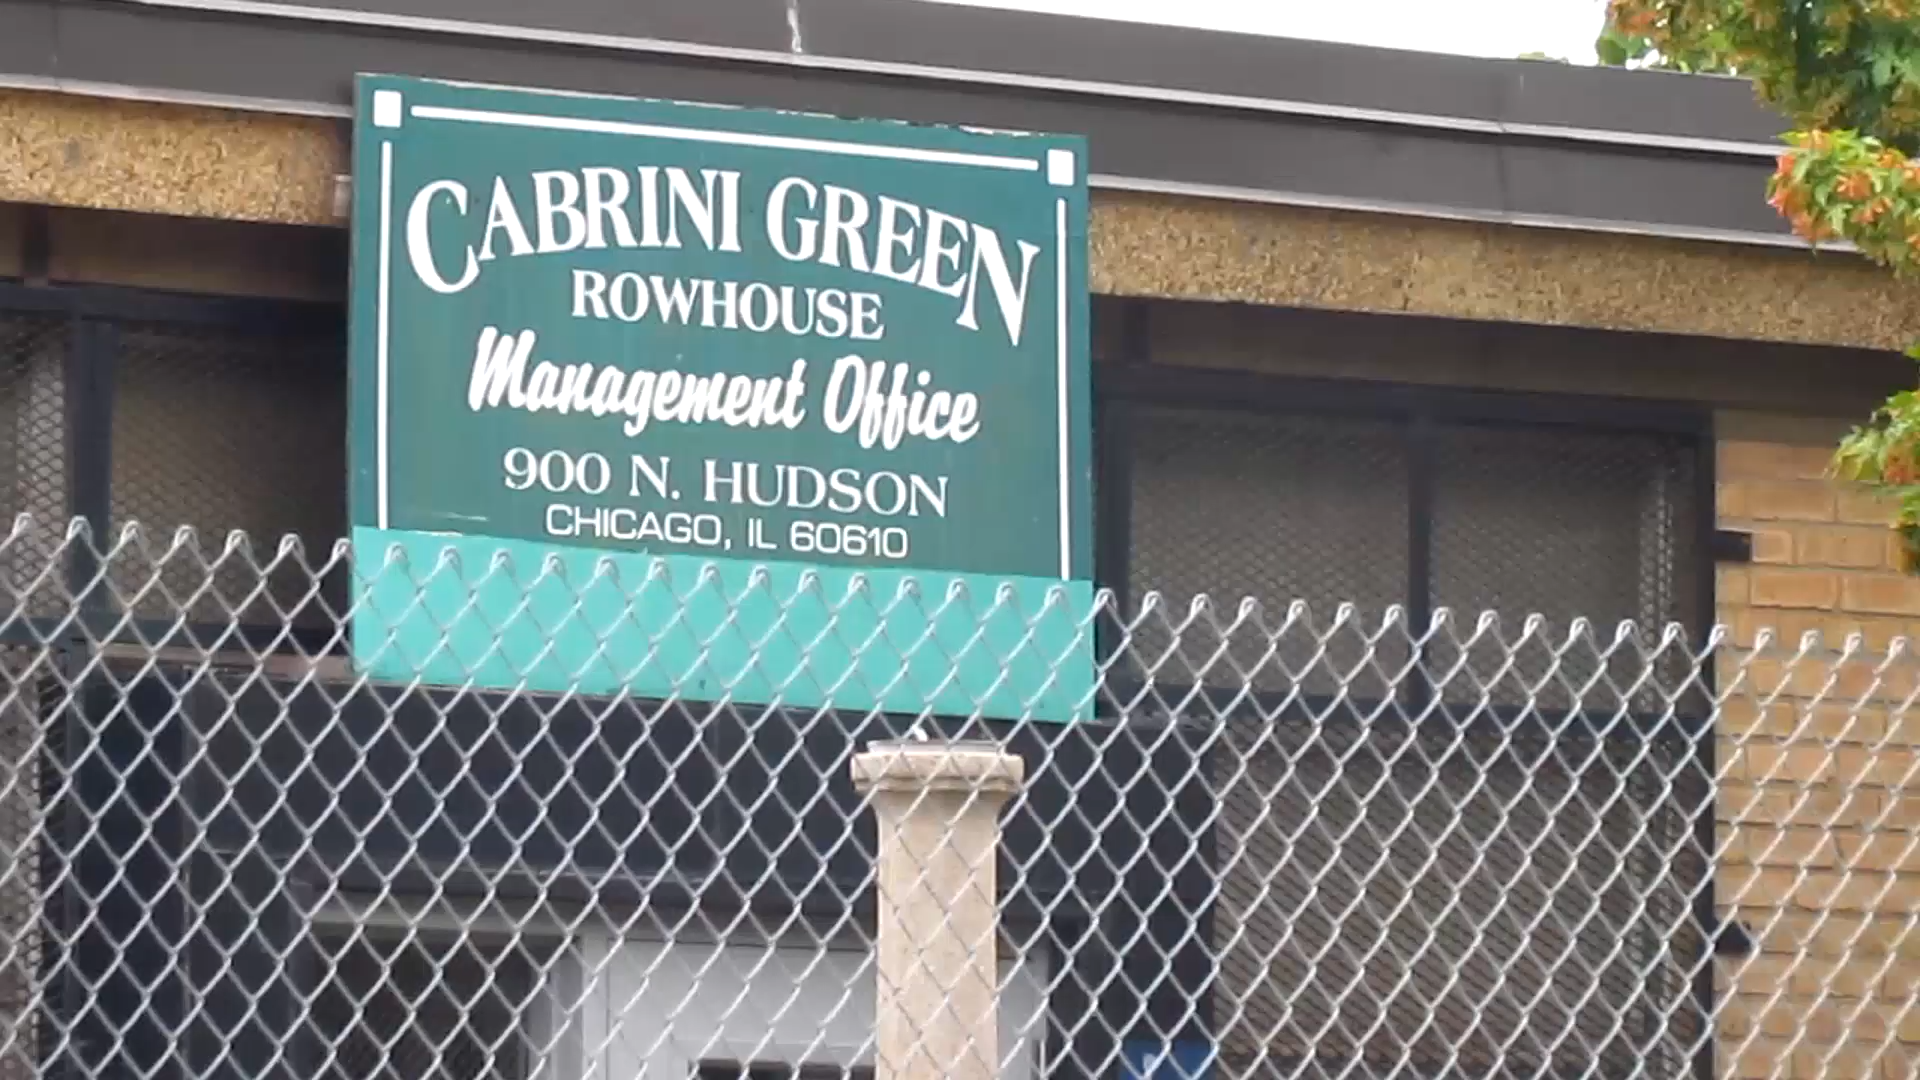 CABRINI GREEN
ROWHOUSE
Management Office
900 N. HUDSON
CHICAGO, IL 60610